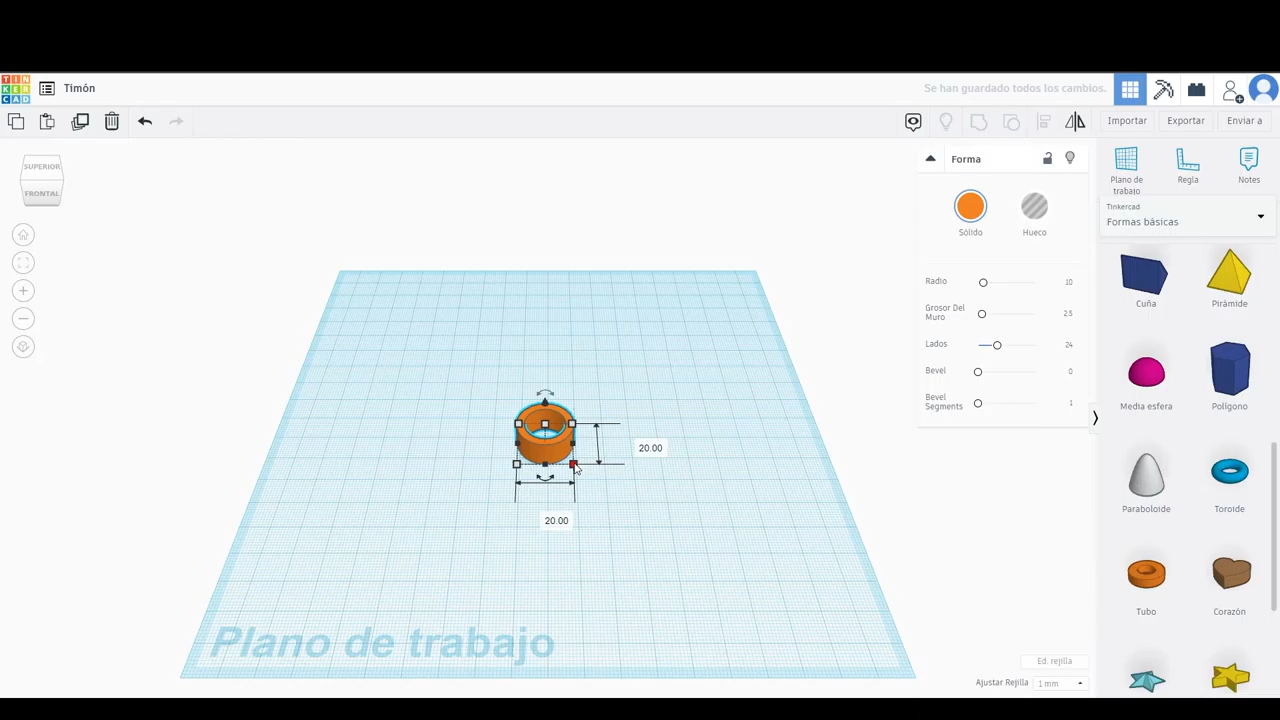 TIN
KER
CAD
Timón
Se han guardado todos los cambios.
Importar
Exportar
Enviar a
SUPERIOR
FRONTAL
Forma
Sólido
Hueco
Radio
10
Grosor Del
Muro
2.5
Lados
24
Bevel
0
Bevel
Segments
1
Plano de
trabajo
Regla
Notes
Tinkercad
Formas básicas
Cuña
Pirámide
Media esfera
Polígono
Paraboloide
Toroide
Tubo
Corazón
20.00
20.00
Plano de trabajo
Ed. rejilla
Ajustar Rejilla
1 mm